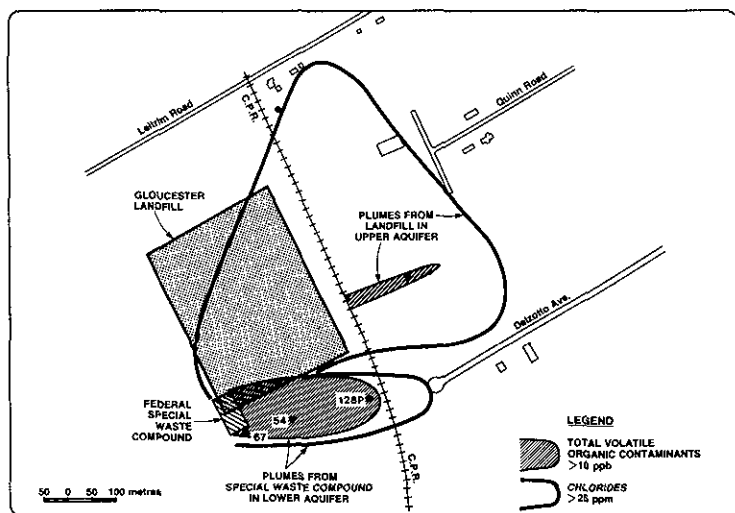 Leitrim Road
C.P.R.
Quinn Road
GLOUCESTER
LANDFILL
PLUMES FROM
LANDFILL IN
UPPER AQUIFER
Delzotto Ave.
FEDERAL
SPECIAL
WASTE
COMPOUND
128P
54
67
PLUMES FROM
SPECIAL WASTE COMPOUND
IN LOWER AQUIFER
C.P.R.
LEGEND
TOTAL VOLATILE
ORGANIC CONTAMINANTS
>10 ppb
CHLORIDES
>25 ppm
50 0 50 100 metres